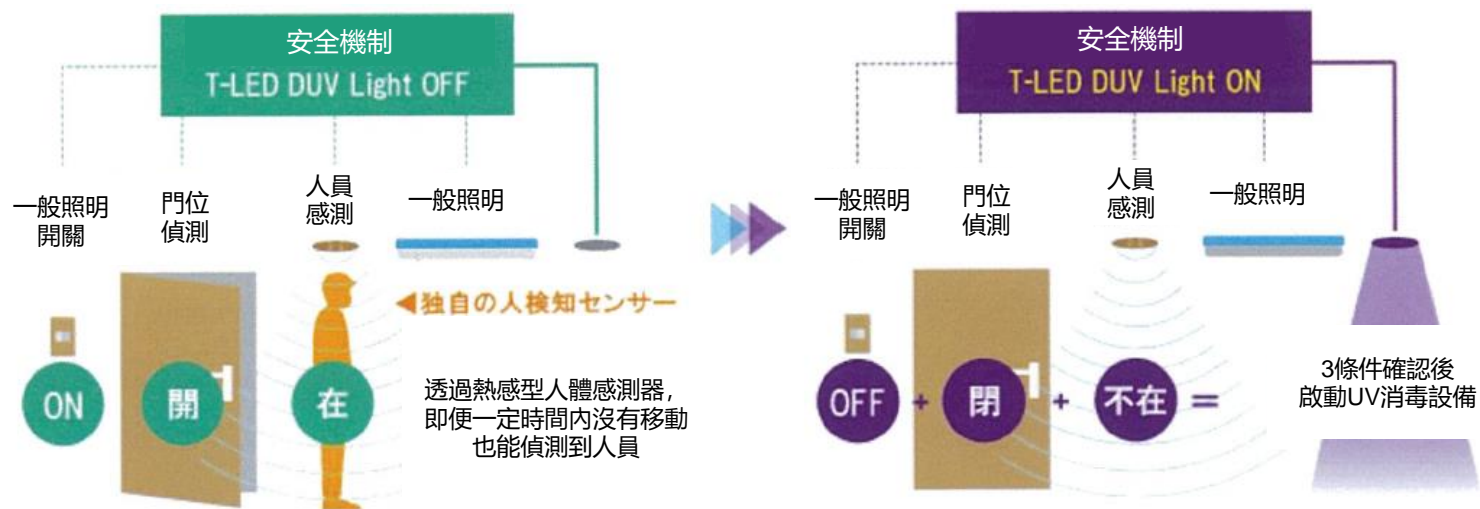 安全機制
T-LED DUV Light OFF
一般照明
開關
門位
偵測
人員
感測
一般照明
◀独自の人検知センサー
ON
開
在
透過熱感型人體感測器，
即便一定時間內沒有移動
也能偵測到人員
安全機制
T-LED DUV Light ON
一般照明
開關
門位
偵測
人員
感測
一般照明
OFF + 閉 + 不在 =
3條件確認後
啟動UV消毒設備